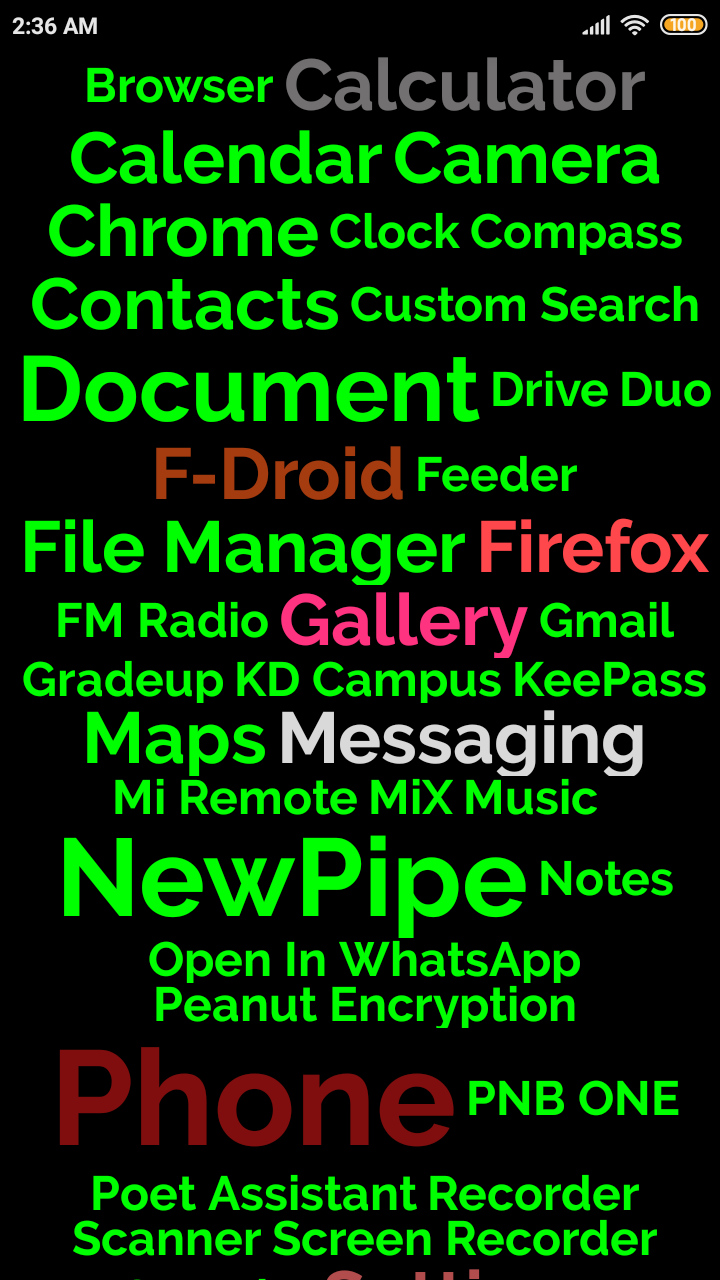 2:36 AM 100
Browser Calculator
Calendar Camera
Chrome Clock Compass
Contacts Custom Search
Document Drive Duo
F-Droid Feeder
File Manager Firefox
FM Radio Gallery Gmail
Gradeup KD Campus KeePass
Maps Messaging
Mi Remote MiX Music
NewPipe Notes
Open In WhatsApp
Peanut Encryption
Phone PNB ONE
Poet Assistant Recorder
Scanner Screen Recorder